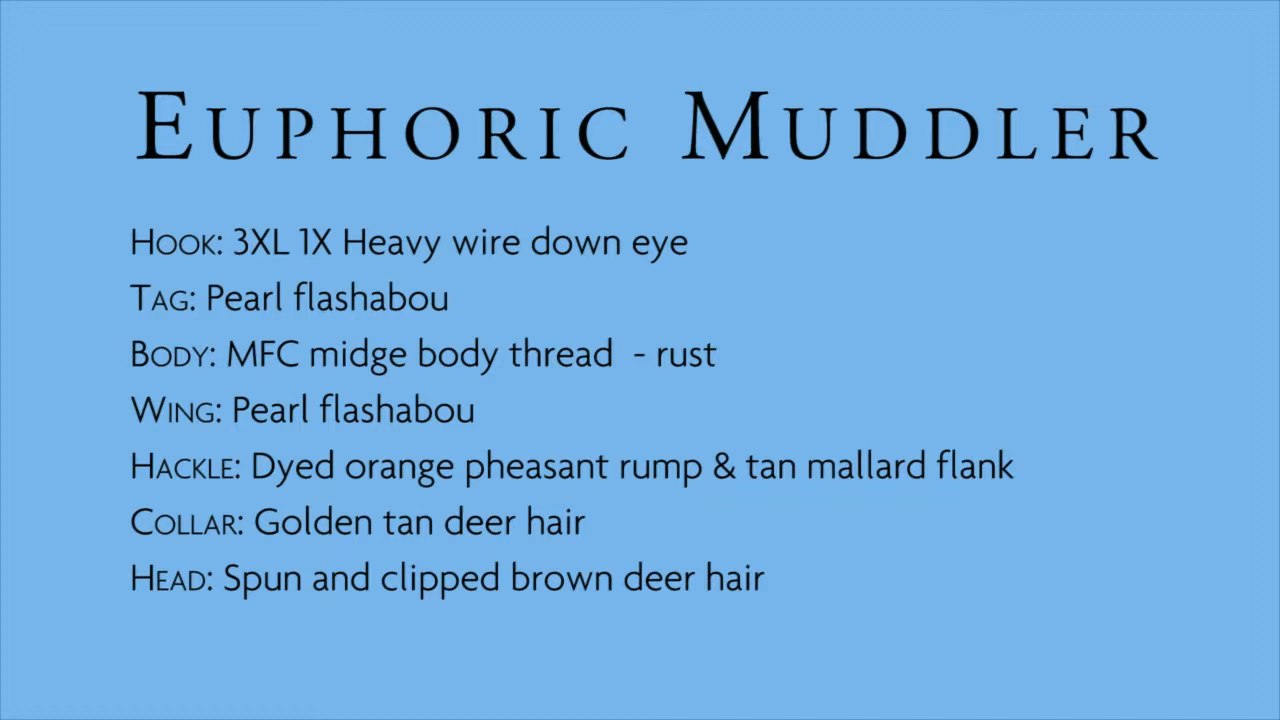 Euphoric Muddler
Hook: 3XL 1X Heavy wire down eye
Tag: Pearl flashabou
Body: MFC midge body thread  - rust
Wing: Pearl flashabou
Hackle: Dyed orange pheasant rump & tan mallard flank
Collar: Golden tan deer hair
Head: Spun and clipped brown deer hair